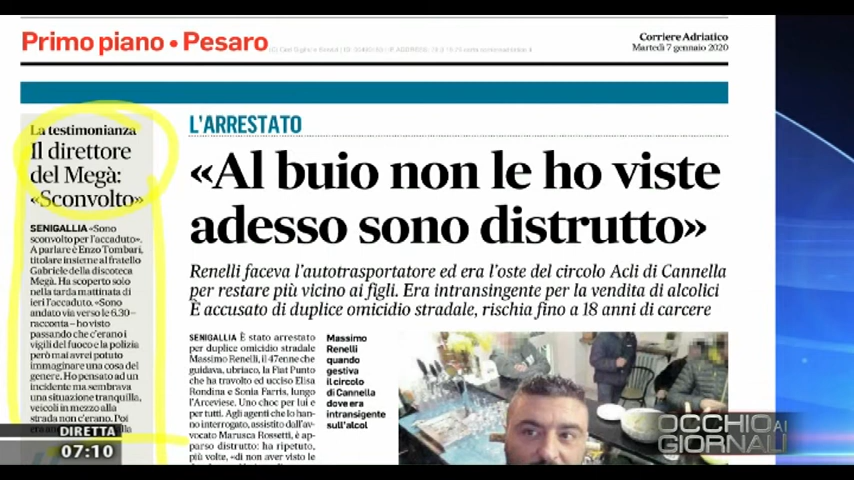 Primo piano • Pesaro
Corriere Adriatico
Martedì 7 gennaio 2020
La testimonianza
Il direttore
del Megà:
«Sconvolto»
SENIGALLIA «Sono
sconvolto per l'accaduto».
A parlare è Enzo Tombari,
titolare insieme al fratello
Gabriele della discoteca
Megà. Ha scoperto solo
nella tarda mattinata di
ieri l'accaduto. «Sono
andato via verso le 6.30 –
racconta – ho visto
passando che c'erano i
vigili del fuoco e la polizia
però mai avrei potuto
immaginare una cosa del
genere. Ho pensato ad un
incidente ma sembrava
una situazione tranquilla,
veicoli in mezzo alla
strada non c'erano. Poi
L'ARRESTATO
«Al buio non le ho viste
adesso sono distrutto»
Renelli faceva l'autotrasportatore ed era l'oste del circolo Acli di Cannella
per restare più vicino ai figli. Era intransingente per la vendita di alcolici
È accusato di duplice omicidio stradale, rischia fino a 18 anni di carcere
SENIGALLIA È stato arrestato
per duplice omicidio stradale
Massimo Renelli, il 47enne che
guidava, ubriaco, la Fiat Punto
che ha travolto ed ucciso Elisa
Rondina e Sonia Farris, lungo
l'Arceviese. Uno choc per lui e
per tutti. Agli agenti che lo han-
no interrogato, assistito dall'av-
vocato Marusca Rossetti, è ap-
parso distrutto: ha ripetuto,
più volte, «di non aver visto le
Massimo
Renelli
quando
gestiva
il circolo
di Cannella
dove era
intransigente
sull'alcol
DIRETTA
07:10
OCCHIO AI
GIORNALI